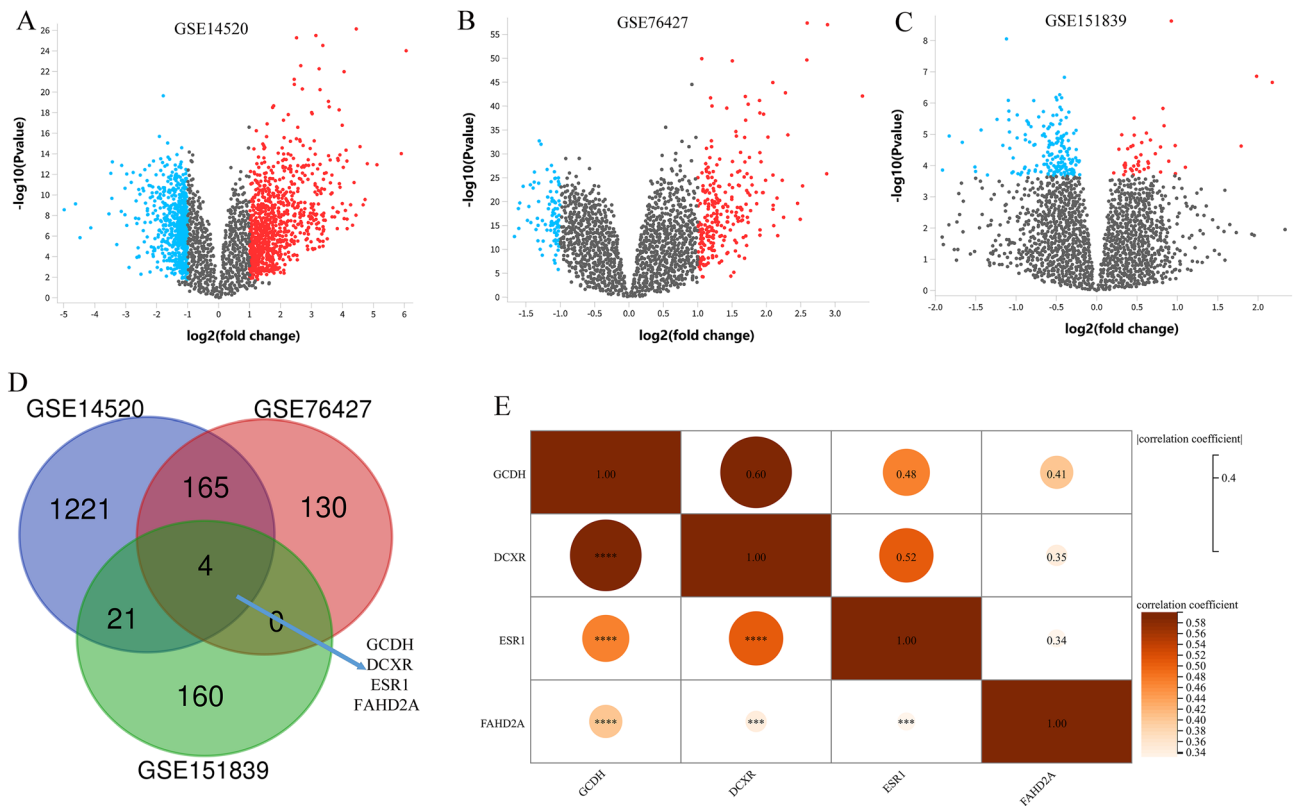 A
GSE14520
26
24
22
20
18
16
14
12
10
8
6
4
2
0
-log10(Pvalue)
-5 -4 -3 -2 -1 0 1 2 3 4 5 6
log2(fold change)
B
GSE76427
55
50
45
40
35
30
25
20
15
10
5
0
-log10(Pvalue)
-1.5 -1.0 -0.5 0.0 0.5 1.0 1.5 2.0 2.5 3.0
log2(fold change)
C
GSE151839
8
7
6
5
4
3
2
1
0
-log10(Pvalue)
-2.0 -1.5 -1.0 -0.5 0.0 0.5 1.0 1.5 2.0
log2(fold change)
D
GSE14520 GSE76427
1221 165 130
4
21 0
160
GSE151839
GCDH
DCXR
ESR1
FAHD2A
E
GCDH 1.00 0.60 0.48 0.41
DCXR **** 1.00 0.52 0.35
ESR1 **** **** 1.00 0.34
FAHD2A **** *** *** 1.00
GCDH DCXR ESR1 FAHD2A
|correlation coefficient|
0.4
correlation coefficient
0.58
0.56
0.54
0.52
0.50
0.48
0.46
0.44
0.42
0.40
0.38
0.36
0.34